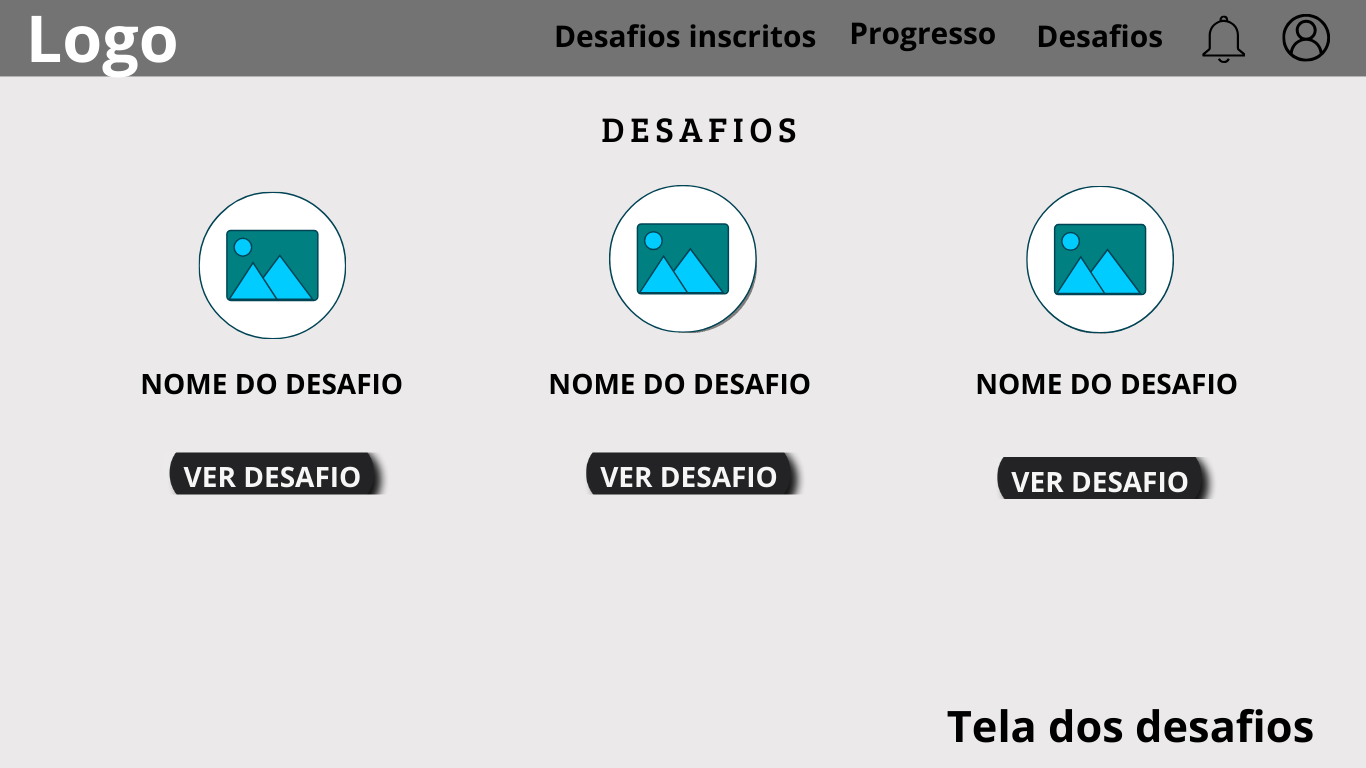 Logo
Desafios inscritos
Progresso
Desafios
DESAFIOS
NOME DO DESAFIO
NOME DO DESAFIO
NOME DO DESAFIO
VER DESAFIO
VER DESAFIO
VER DESAFIO
Tela dos desafios